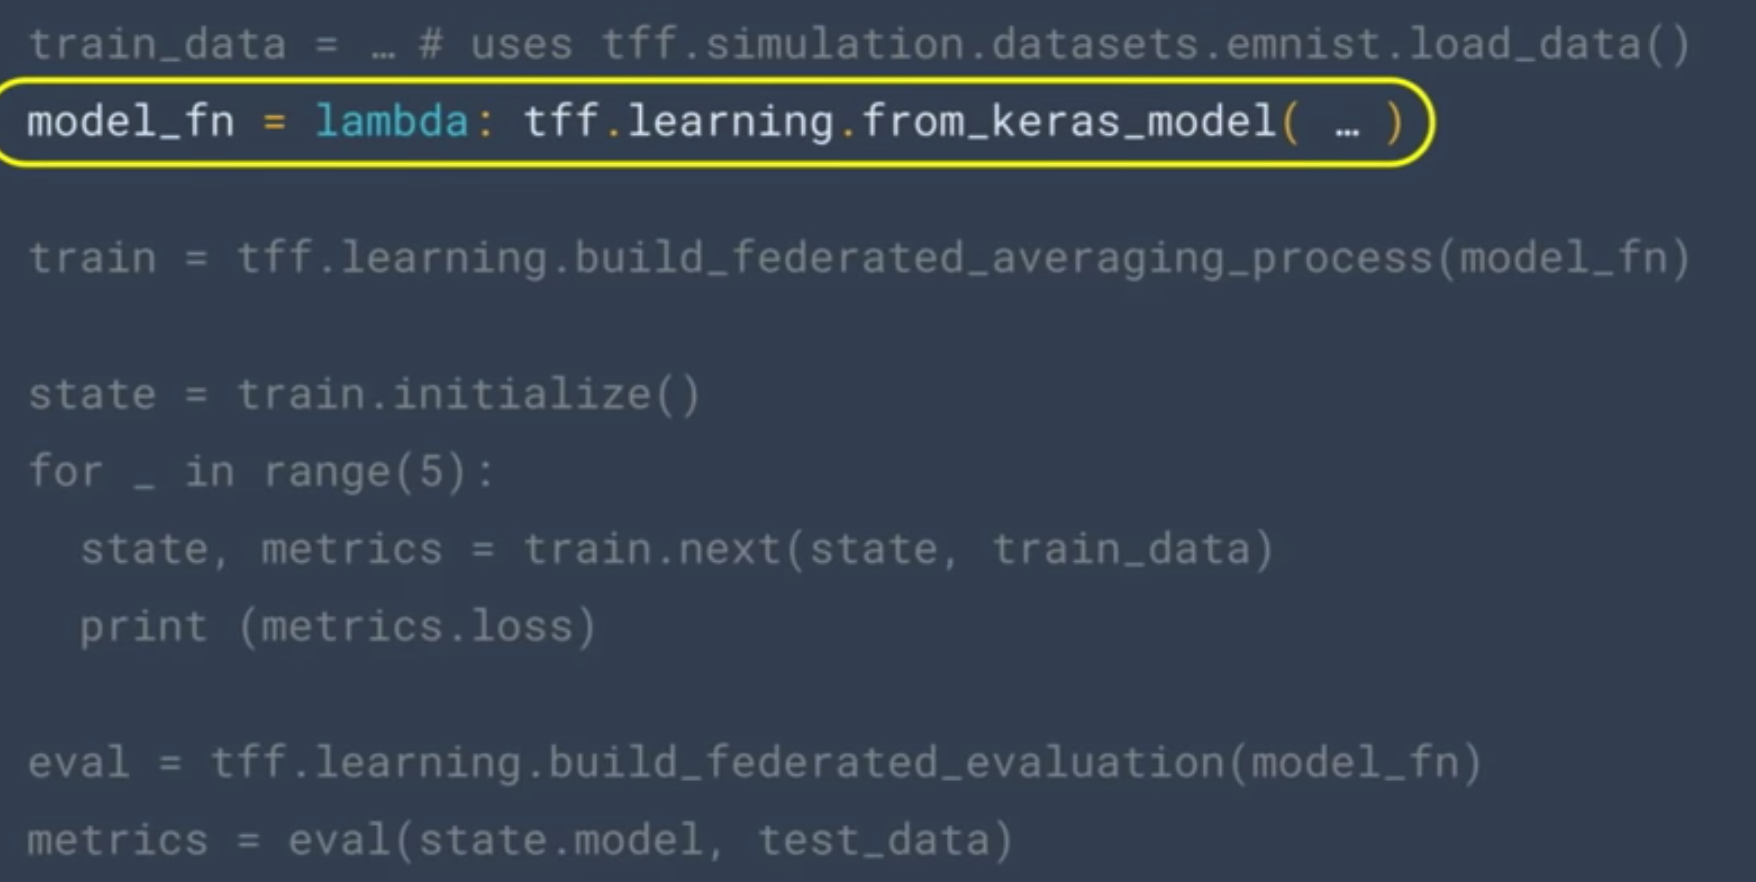 train_data = … # uses tff.simulation.datasets.emnist.load_data()
model_fn = lambda: tff.learning.from_keras_model( … )
train = tff.learning.build_federated_averaging_process(model_fn)
state = train.initialize()
for _ in range(5):
  state, metrics = train.next(state, train_data)
  print (metrics.loss)
eval = tff.learning.build_federated_evaluation(model_fn)
metrics = eval(state.model, test_data)